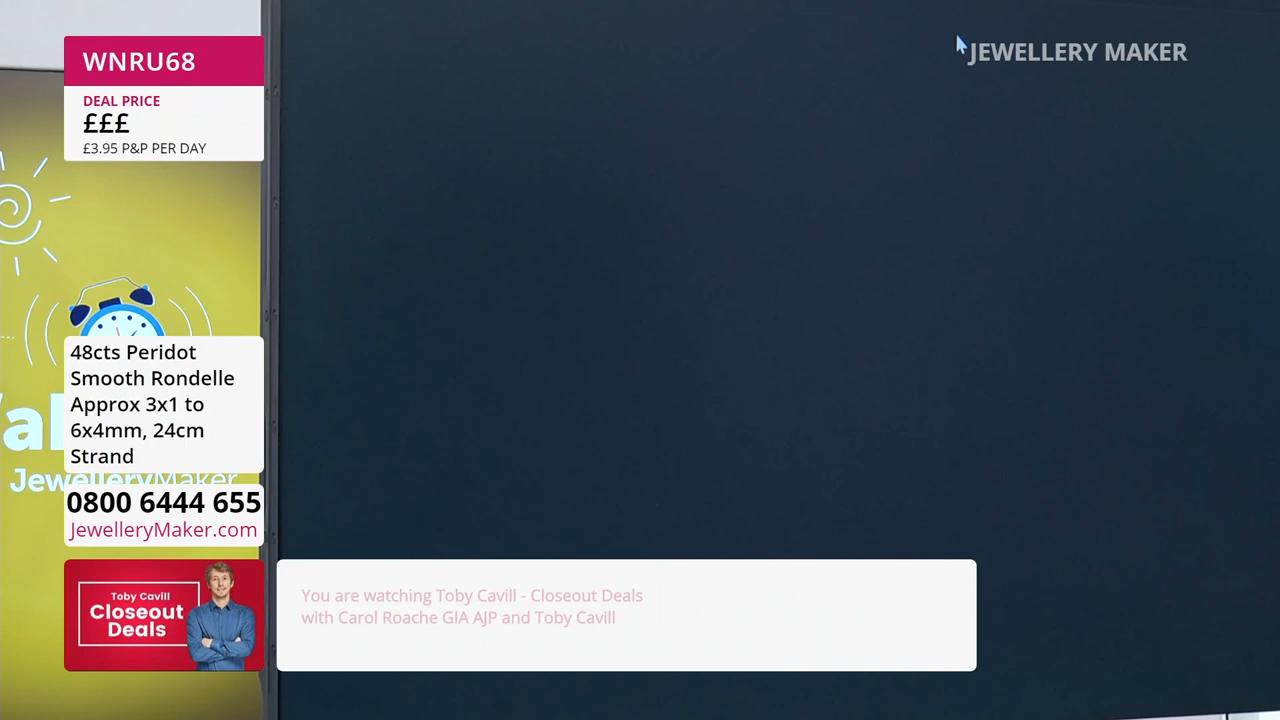 WNRU68
DEAL PRICE
£££
£3.95 P&P PER DAY
JEWELLERY MAKER
48cts Peridot
Smooth Rondelle
Approx 3x1 to
6x4mm, 24cm
Strand
JewelleryMaker
0800 6444 655
JewelleryMaker.com
Toby Cavill
Closeout
Deals
You are watching Toby Cavill - Closeout Deals
with Carol Roache GIA AJP and Toby Cavill